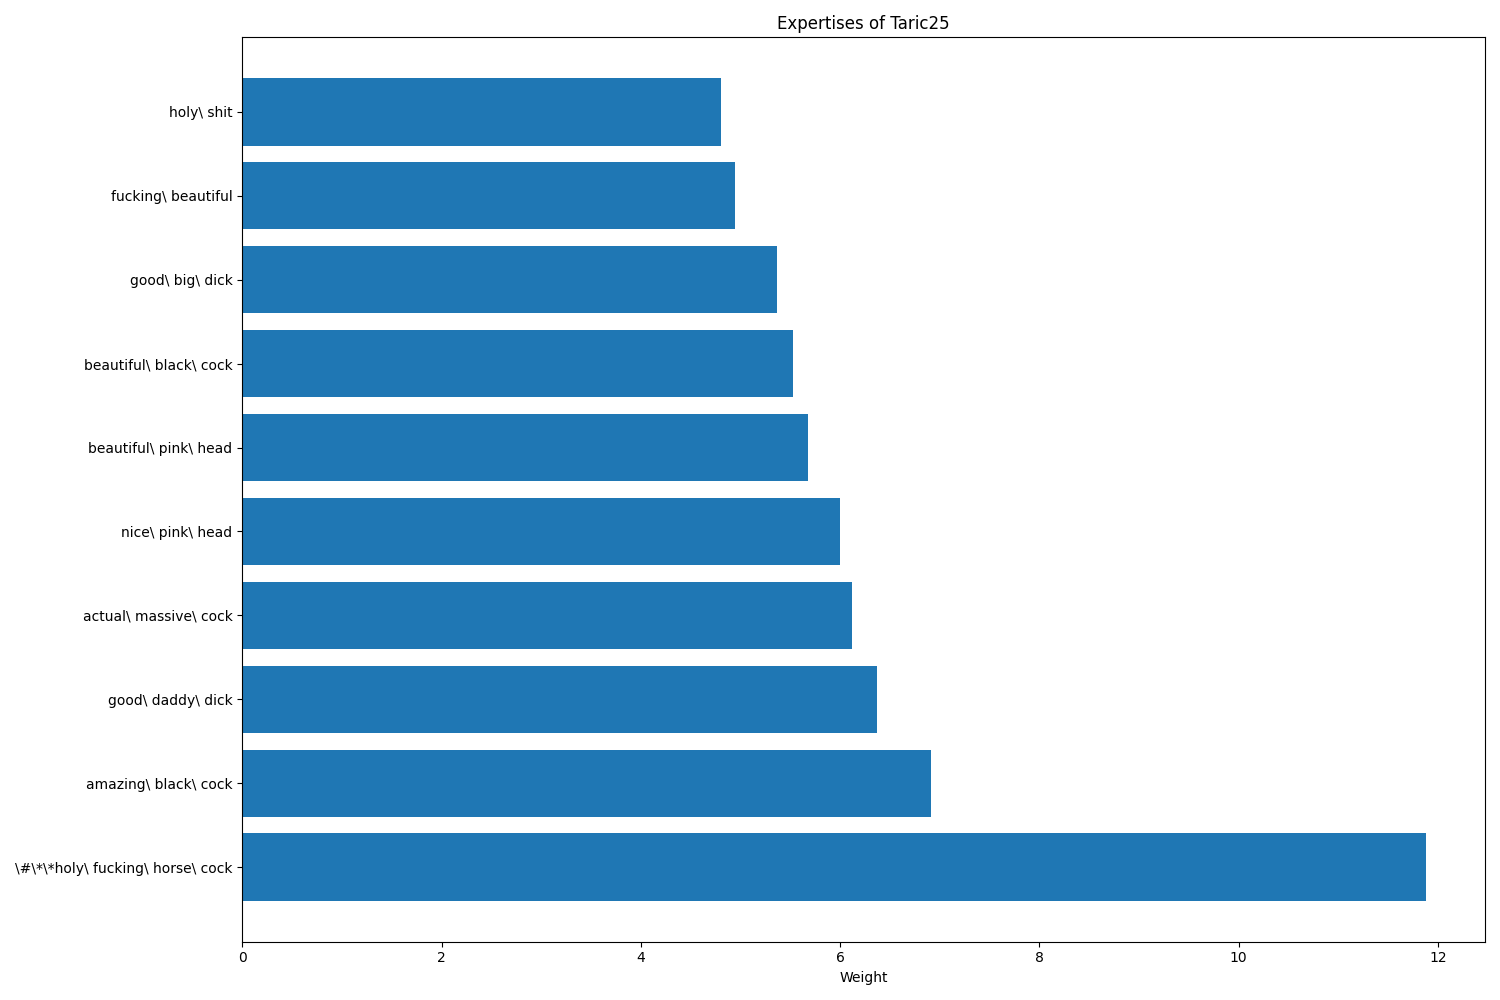 Expertises of Taric25
holy\ shit
fucking\ beautiful
good\ big\ dick
beautiful\ black\ cock
beautiful\ pink\ head
nice\ pink\ head
actual\ massive\ cock
good\ daddy\ dick
amazing\ black\ cock
\#\*\*holy\ fucking\ horse\ cock
0 2 4 6 8 10 12
Weight